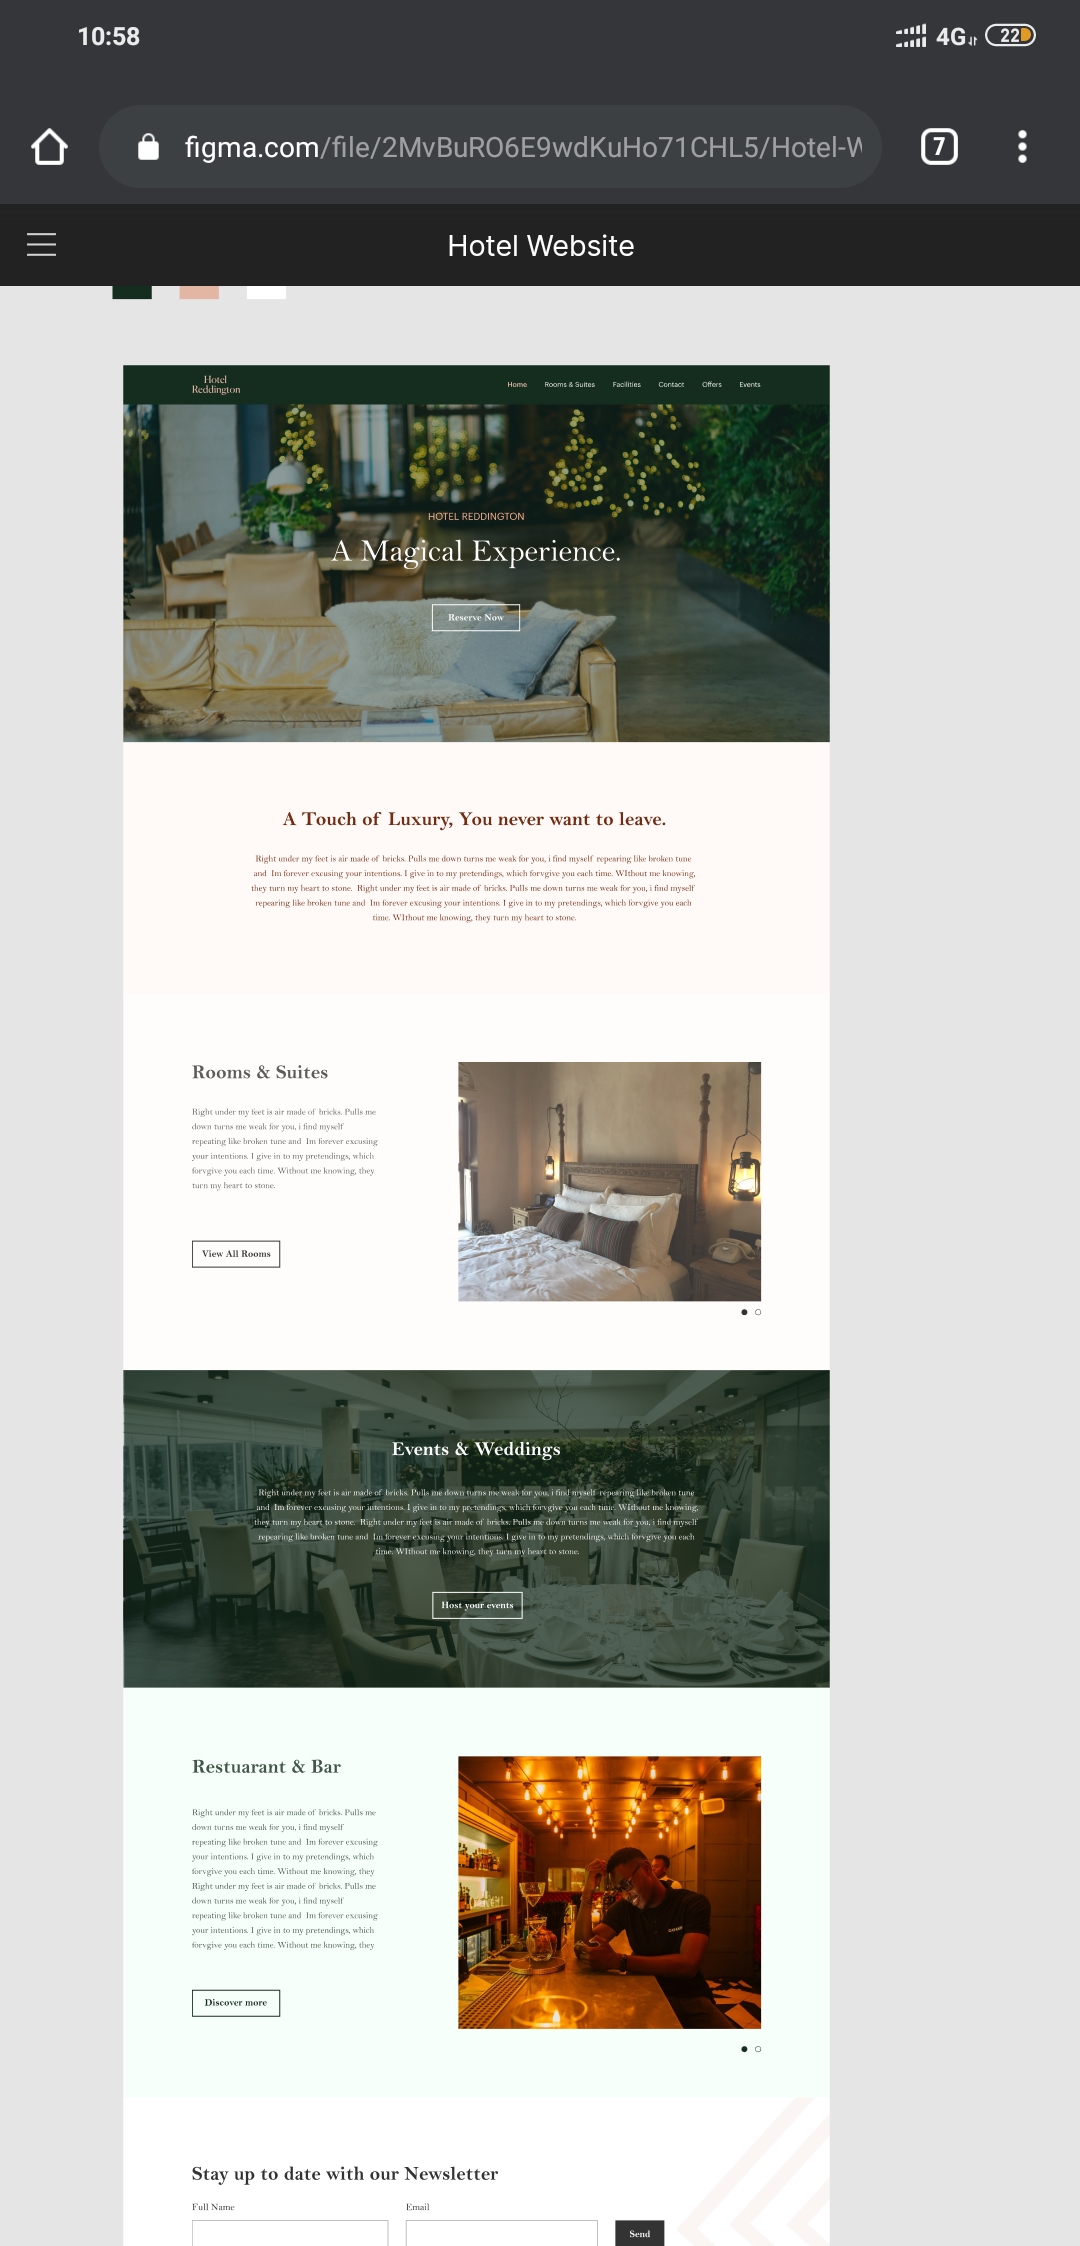 10:58
4G
22
figma.com/file/2MvBuRO6E9wdKuHo71CHL5/Hotel-W
7
Hotel Website
Hotel
Reddington
Home Rooms & Suites Facilities Contact Offers Events
HOTEL REDDINGTON
A Magical Experience.
Reserve Now
A Touch of Luxury, You never want to leave.
Right under my feet is air made of bricks. Pulls me down turns me weak for you, i find myself repearing like broken tune
and Im forever excusing your intentions. I give in to my pretendings, which forvgive you each time. WIthout me knowing,
they turn my heart to stone. Right under my feet is air made of bricks. Pulls me down turns me weak for you, i find myself
repearing like broken tune and Im forever excusing your intentions. I give in to my pretendings, which forvgive you each
time. WIthout me knowing, they turn my heart to stone.
Rooms & Suites
Right under my feet is air made of bricks. Pulls me
down turns me weak for you, i find myself
repeating like broken tune and Im forever excusing
your intentions. I give in to my pretendings, which
forvgive you each time. Without me knowing, they
turn my heart to stone.
View All Rooms
Events & Weddings
Right under my feet is air made of bricks. Pulls me down turns me weak for you, i find myself repearing like broken tune
and Im forever excusing your intentions. I give in to my pretendings, which forvgive you each time. WIthout me knowing,
they turn my heart to stone. Right under my feet is air made of bricks. Pulls me down turns me weak for you, i find myself
repearing like broken tune and Im forever excusing your intentions. I give in to my pretendings, which forvgive you each
time. WIthout me knowing, they turn my heart to stone.
Host your events
Restuarant & Bar
Right under my feet is air made of bricks. Pulls me
down turns me weak for you, i find myself
repeating like broken tune and Im forever excusing
your intentions. I give in to my pretendings, which
forvgive you each time. Without me knowing, they
Right under my feet is air made of bricks. Pulls me
down turns me weak for you, i find myself
repeating like broken tune and Im forever excusing
your intentions. I give in to my pretendings, which
forvgive you each time. Without me knowing, they
Discover more
Stay up to date with our Newsletter
Full Name Email
Send